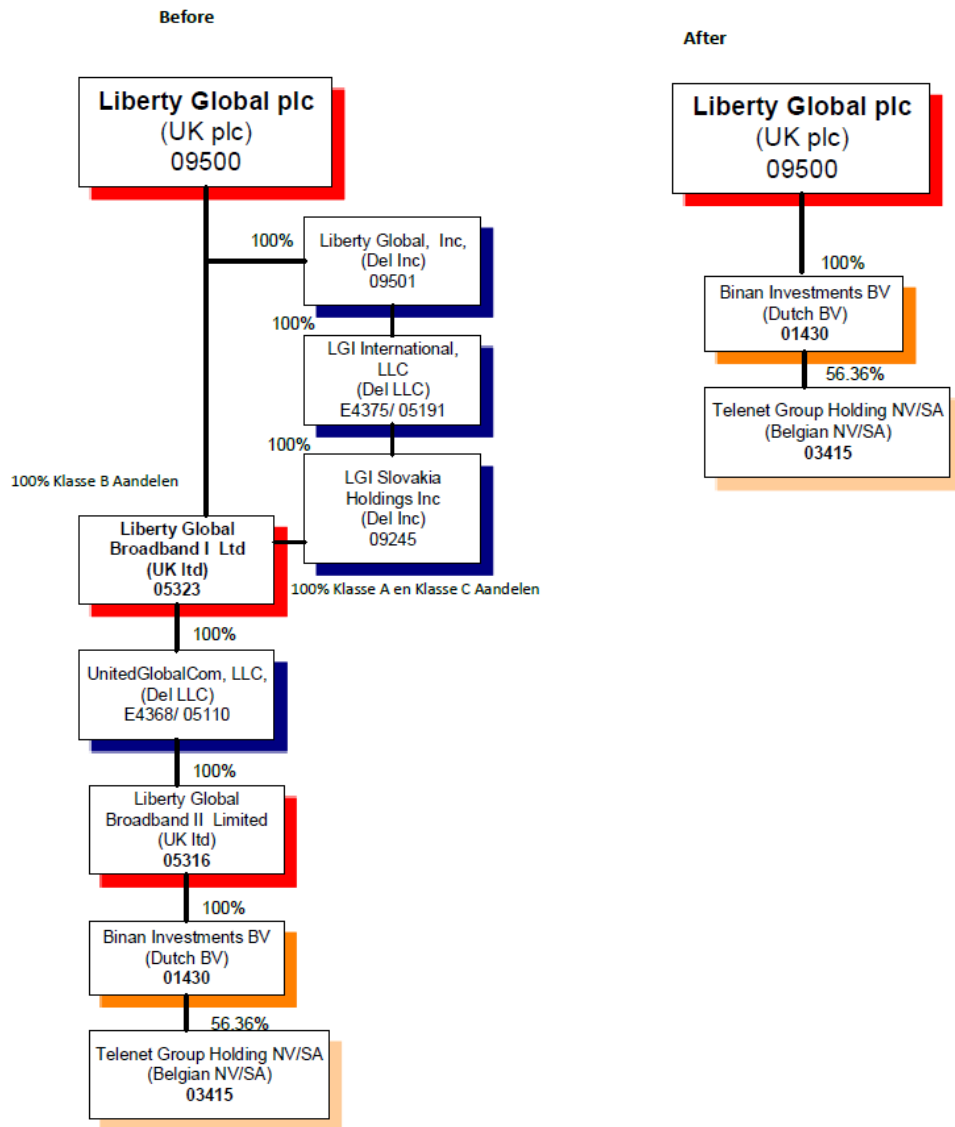 Before
Liberty Global plc
(UK plc)
09500
100%
Liberty Global,  Inc,
(Del Inc)
09501
100%
LGI International,
LLC
(Del LLC)
E4375/ 05191
100%
LGI Slovakia
Holdings Inc
(Del Inc)
09245
100% Klasse B Aandelen
Liberty Global
Broadband I  Ltd
(UK ltd)
05323
100% Klasse A en Klasse C Aandelen
100%
UnitedGlobalCom, LLC,
(Del LLC)
E4368/ 05110
100%
Liberty Global
Broadband II  Limited
(UK ltd)
05316
100%
Binan Investments BV
(Dutch BV)
01430
56.36%
Telenet Group Holding NV/SA
(Belgian NV/SA)
03415
After
Liberty Global plc
(UK plc)
09500
100%
Binan Investments BV
(Dutch BV)
01430
56.36%
Telenet Group Holding NV/SA
(Belgian NV/SA)
03415